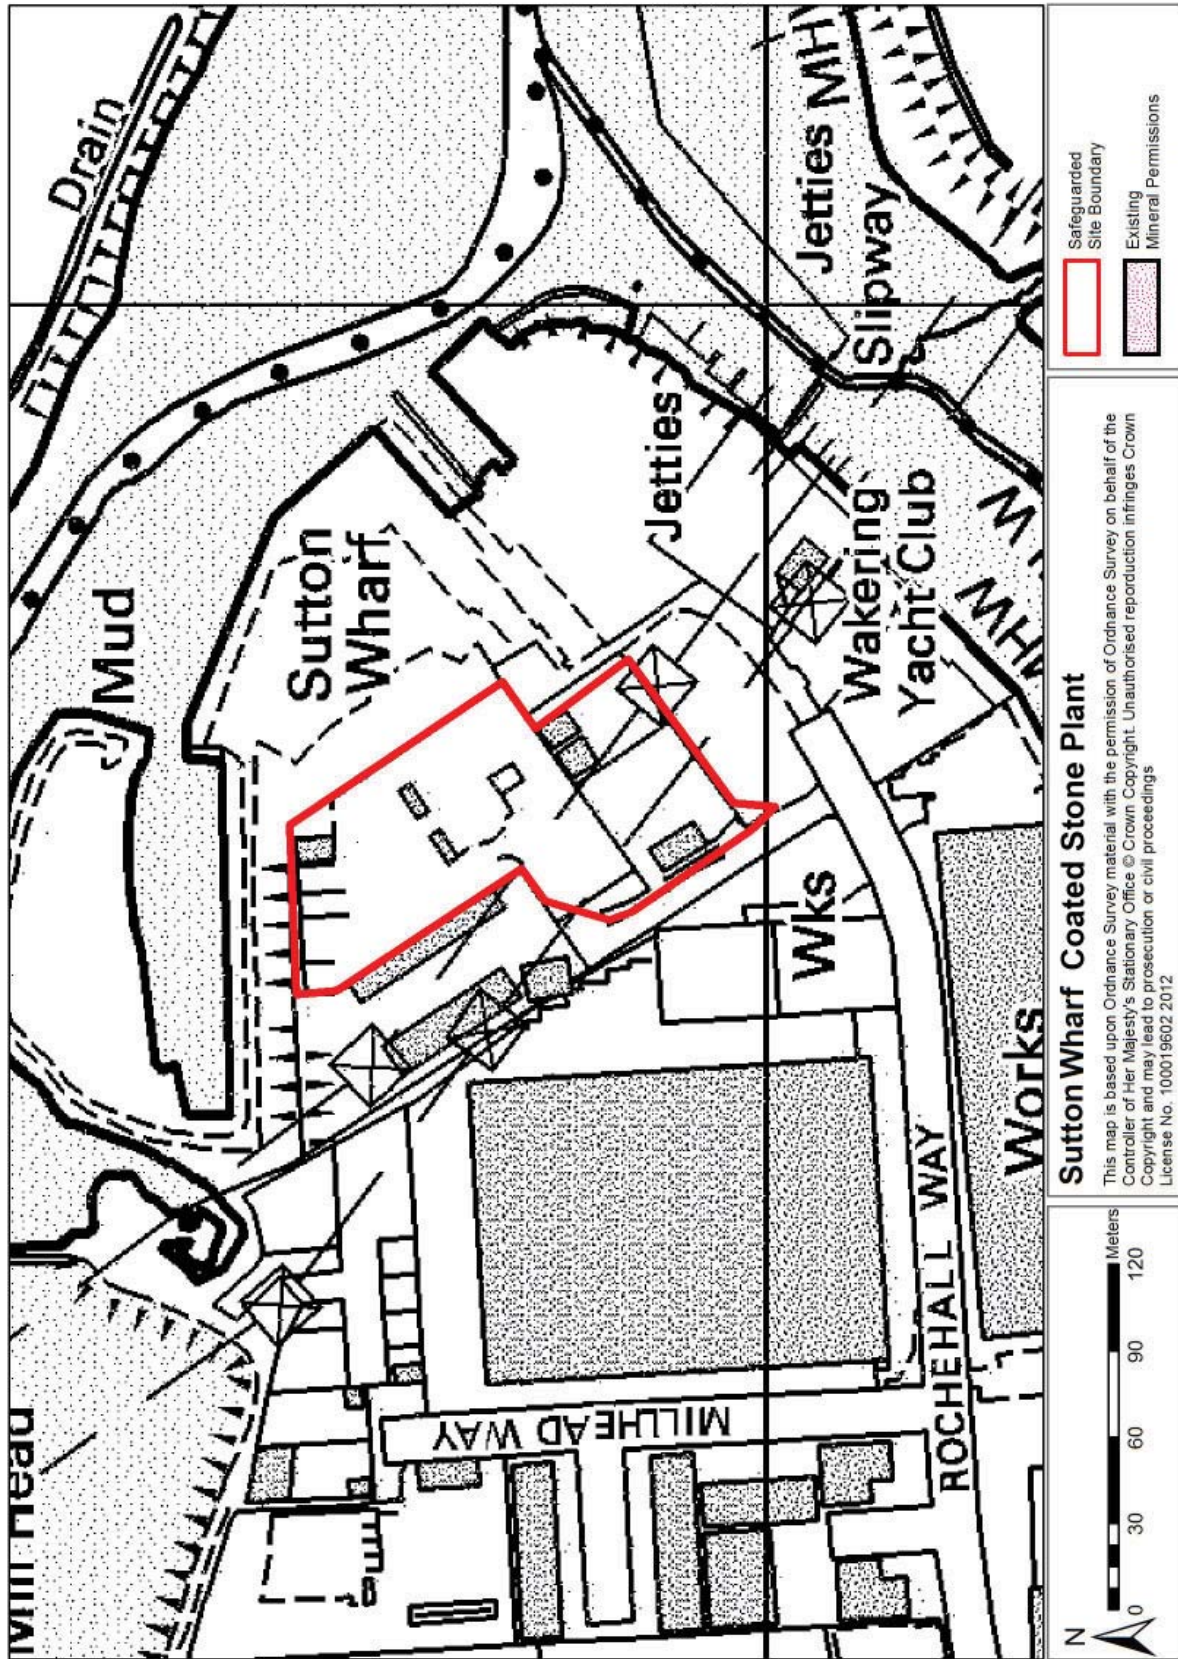 Drain
Mud
Sutton
Wharf
Jetties
Jetties
Slipway
Wakering
Yacht Club
MHW
Wks
Works
MILLHEAD WAY
ROCHEHALL WAY
N
0 30 60 90 120
Meters
Sutton Wharf Coated Stone Plant
This map is based upon Ordnance Survey material with the permission of Ordnance Survey on behalf of the
Controller of Her Majesty's Stationary Office © Crown Copyright. Unauthorised reporduction infringes Crown
Copyright and may lead to prosecution or civil proceedings
License No. 100019602 2012
Safeguarded
Site Boundary
Existing
Mineral Permissions